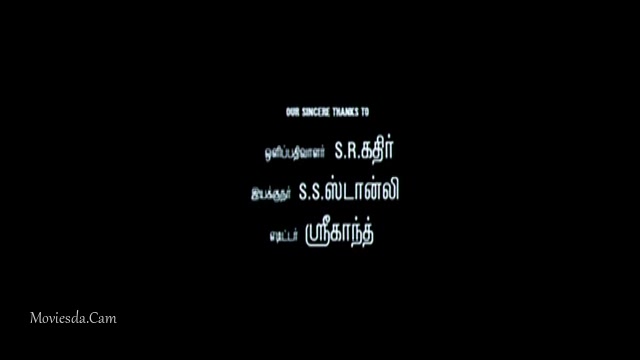 OUR SINCERE THANKS TO
ஒளிப்பதிவாளர் S.R.கதிர்
இயக்குநர் S.S.ஸ்டான்லி
எடிட்டர் ஸ்ரீகாந்த்
Moviesda.Cam